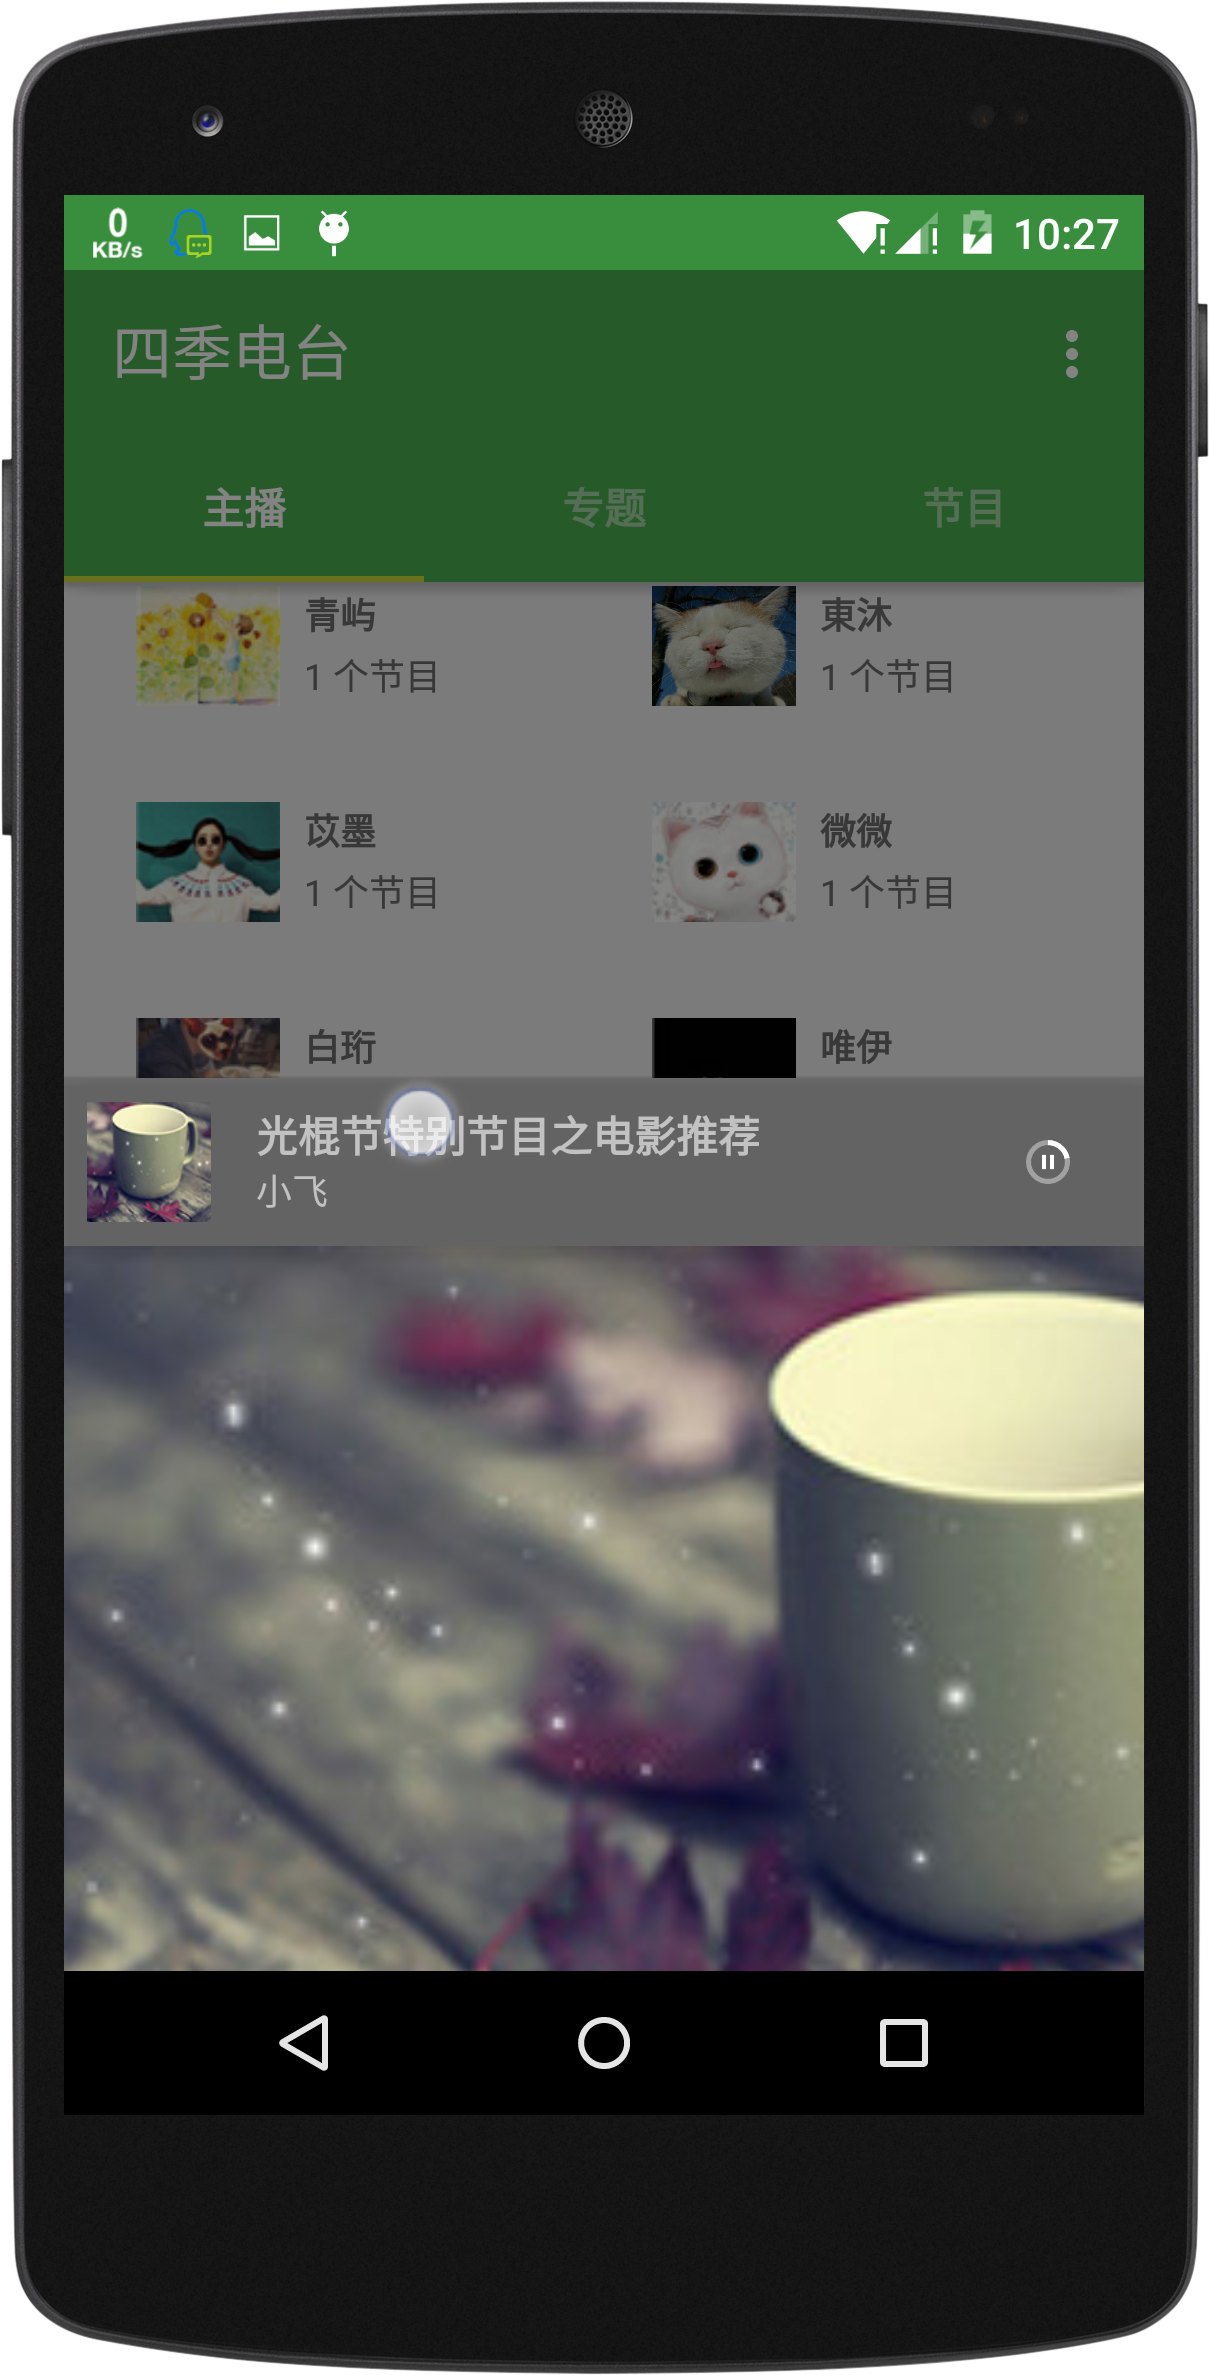 0
KB/s
10:27
四季电台
主播 专题 节目
青屿 東沐
1 个节目 1 个节目
苡墨 微微
1 个节目 1 个节目
白珩 唯伊
光棍节特别节目之电影推荐
小飞